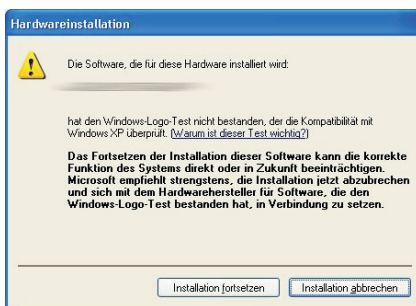 Hardwareinstallation
Die Software, die für diese Hardware installiert wird:
hat den Windows-Logo-Test nicht bestanden, der die Kompatibilität mit
Windows XP überprüft. (Warum ist dieser Test wichtig?)
Das Fortsetzen der Installation dieser Software kann die korrekte
Funktion des Systems direkt oder in Zukunft beeinträchtigen.
Microsoft empfiehlt strengstens, die Installation jetzt abzubrechen
und sich mit dem Hardwarehersteller für Software, die den
Windows-Logo-Test bestanden hat, in Verbindung zu setzen.
Installation fortsetzen
Installation abbrechen